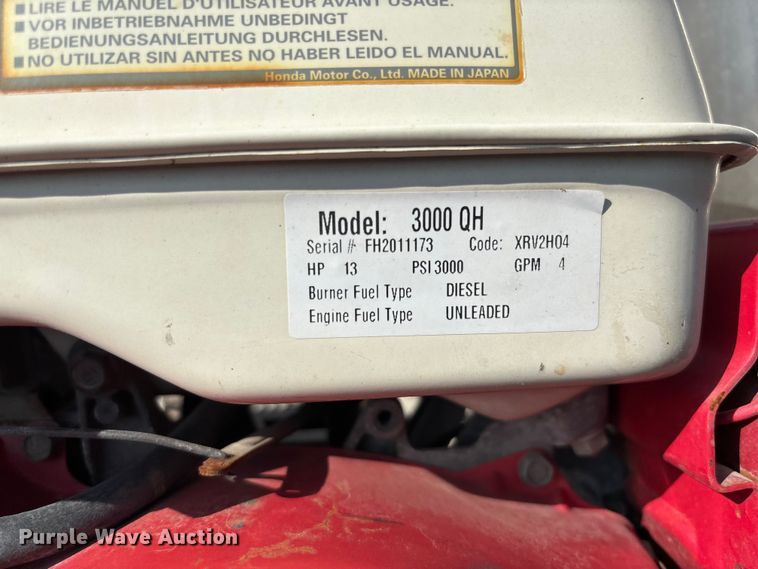 ■LIRE LE MANUEL D'UTILISATEUR AVANT USAGE.
■VOR INBETRIEBNAHME UNBEDINGT
BEDIENUNGSANLEITUNG DURCHLESEN.
■NO UTILIZAR SIN ANTES NO HABER LEIDO EL MANUAL.
Honda Motor Co., Ltd. MADE IN JAPAN
Model: 3000 QH
Serial # FH2011173 Code: XRV2H04
HP 13 PSI 3000 GPM 4
Burner Fuel Type DIESEL
Engine Fuel Type UNLEADED
Purple Wave Auction